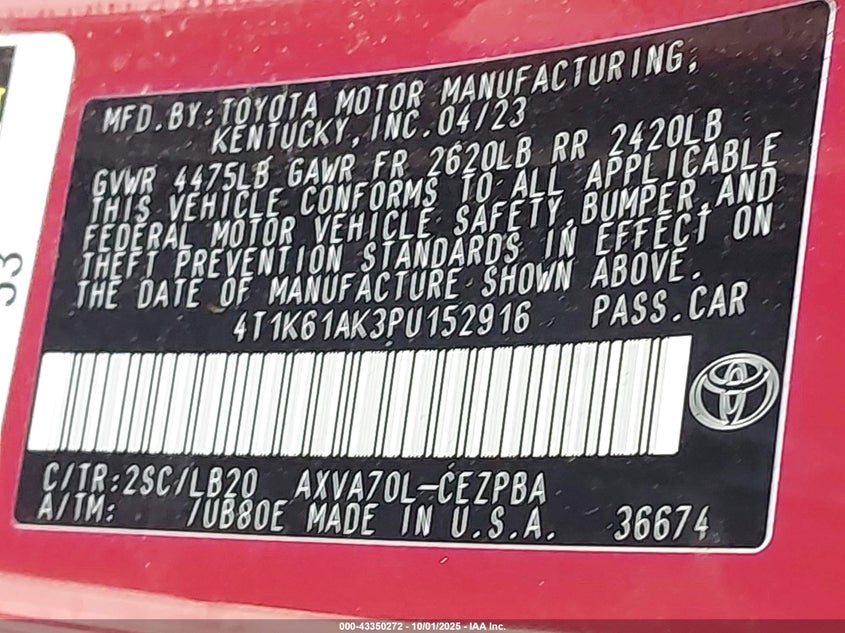 MFD.BY:TOYOTA MOTOR MANUFACTURING,
KENTUCKY, INC.04/23
GVWR 4475LB GAWR FR 2620LB RR 2420LB
THIS VEHICLE CONFORMS TO ALL APPLICABLE
FEDERAL MOTOR VEHICLE SAFETY,BUMPER,AND
THEFT PREVENTION STANDARDS IN EFFECT ON
THE DATE OF MANUFACTURE SHOWN ABOVE.
4T1K61AK3PU152916 PASS.CAR
C/TR:2SC/LB20 AXVA70L-CEZPBA
A/TM: /UB80E MADE IN U.S.A. 36674
53
000-43350272 - 10/01/2025 - IAA Inc.